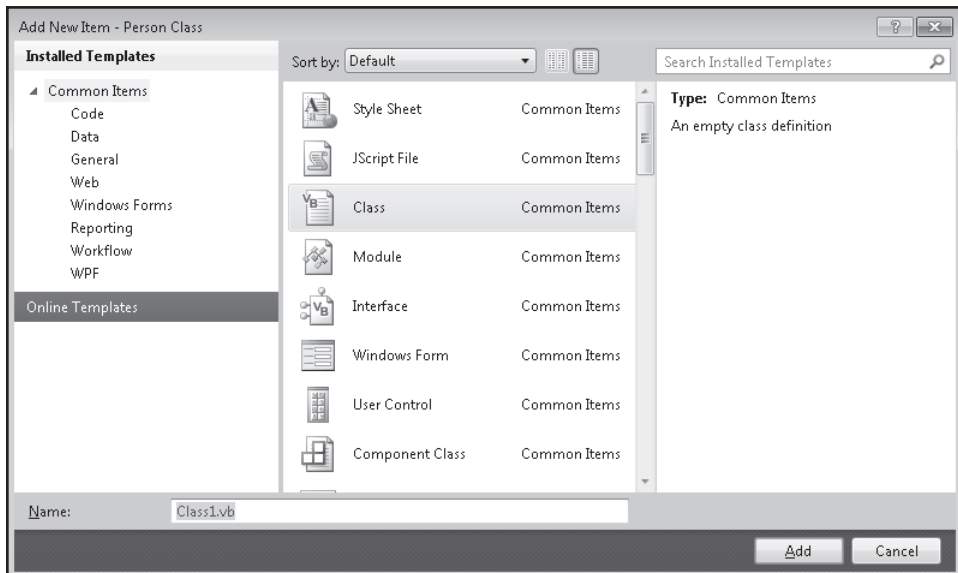 Add New Item - Person Class
Installed Templates
Common Items
Code
Data
General
Web
Windows Forms
Reporting
Workflow
WPF
Online Templates
Sort by: Default
Style Sheet Common Items
JScript File Common Items
VB Class Common Items
Module Common Items
VB Interface Common Items
Windows Form Common Items
User Control Common Items
Component Class Common Items
Search Installed Templates
Type: Common Items
An empty class definition
Name: Class1.vb
Add Cancel